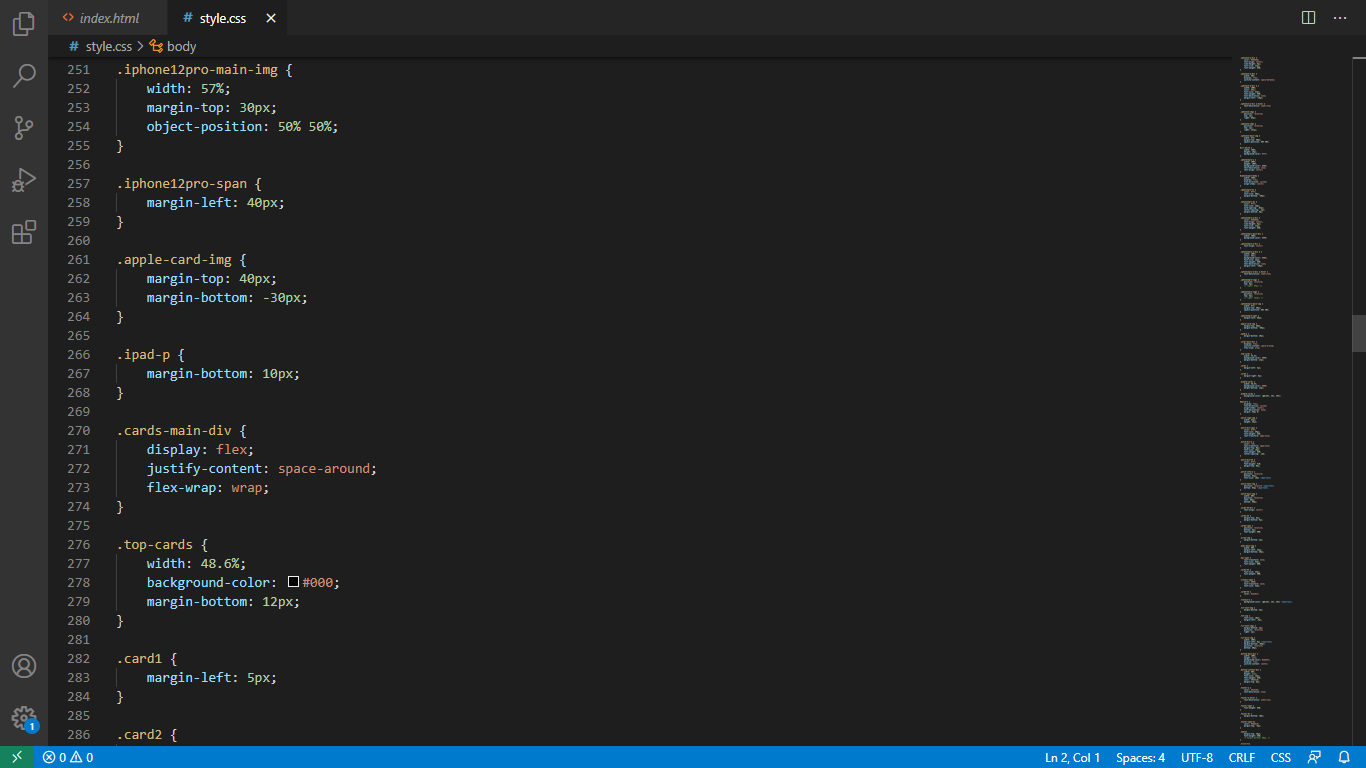 index.html
style.css
style.css
body
251 .iphone12pro-main-img {
252 width: 57%;
253 margin-top: 30px;
254 object-position: 50% 50%;
255 }
256
257 .iphone12pro-span {
258 margin-left: 40px;
259 }
260
261 .apple-card-img {
262 margin-top: 40px;
263 margin-bottom: -30px;
264 }
265
266 .ipad-p {
267 margin-bottom: 10px;
268 }
269
270 .cards-main-div {
271 display: flex;
272 justify-content: space-around;
273 flex-wrap: wrap;
274 }
275
276 .top-cards {
277 width: 48.6%;
278 background-color: #000;
279 margin-bottom: 12px;
280 }
281
282 .card1 {
283 margin-left: 5px;
284 }
285
286 .card2 {
1
0 0
Ln 2, Col 1
Spaces: 4
UTF-8
CRLF
CSS